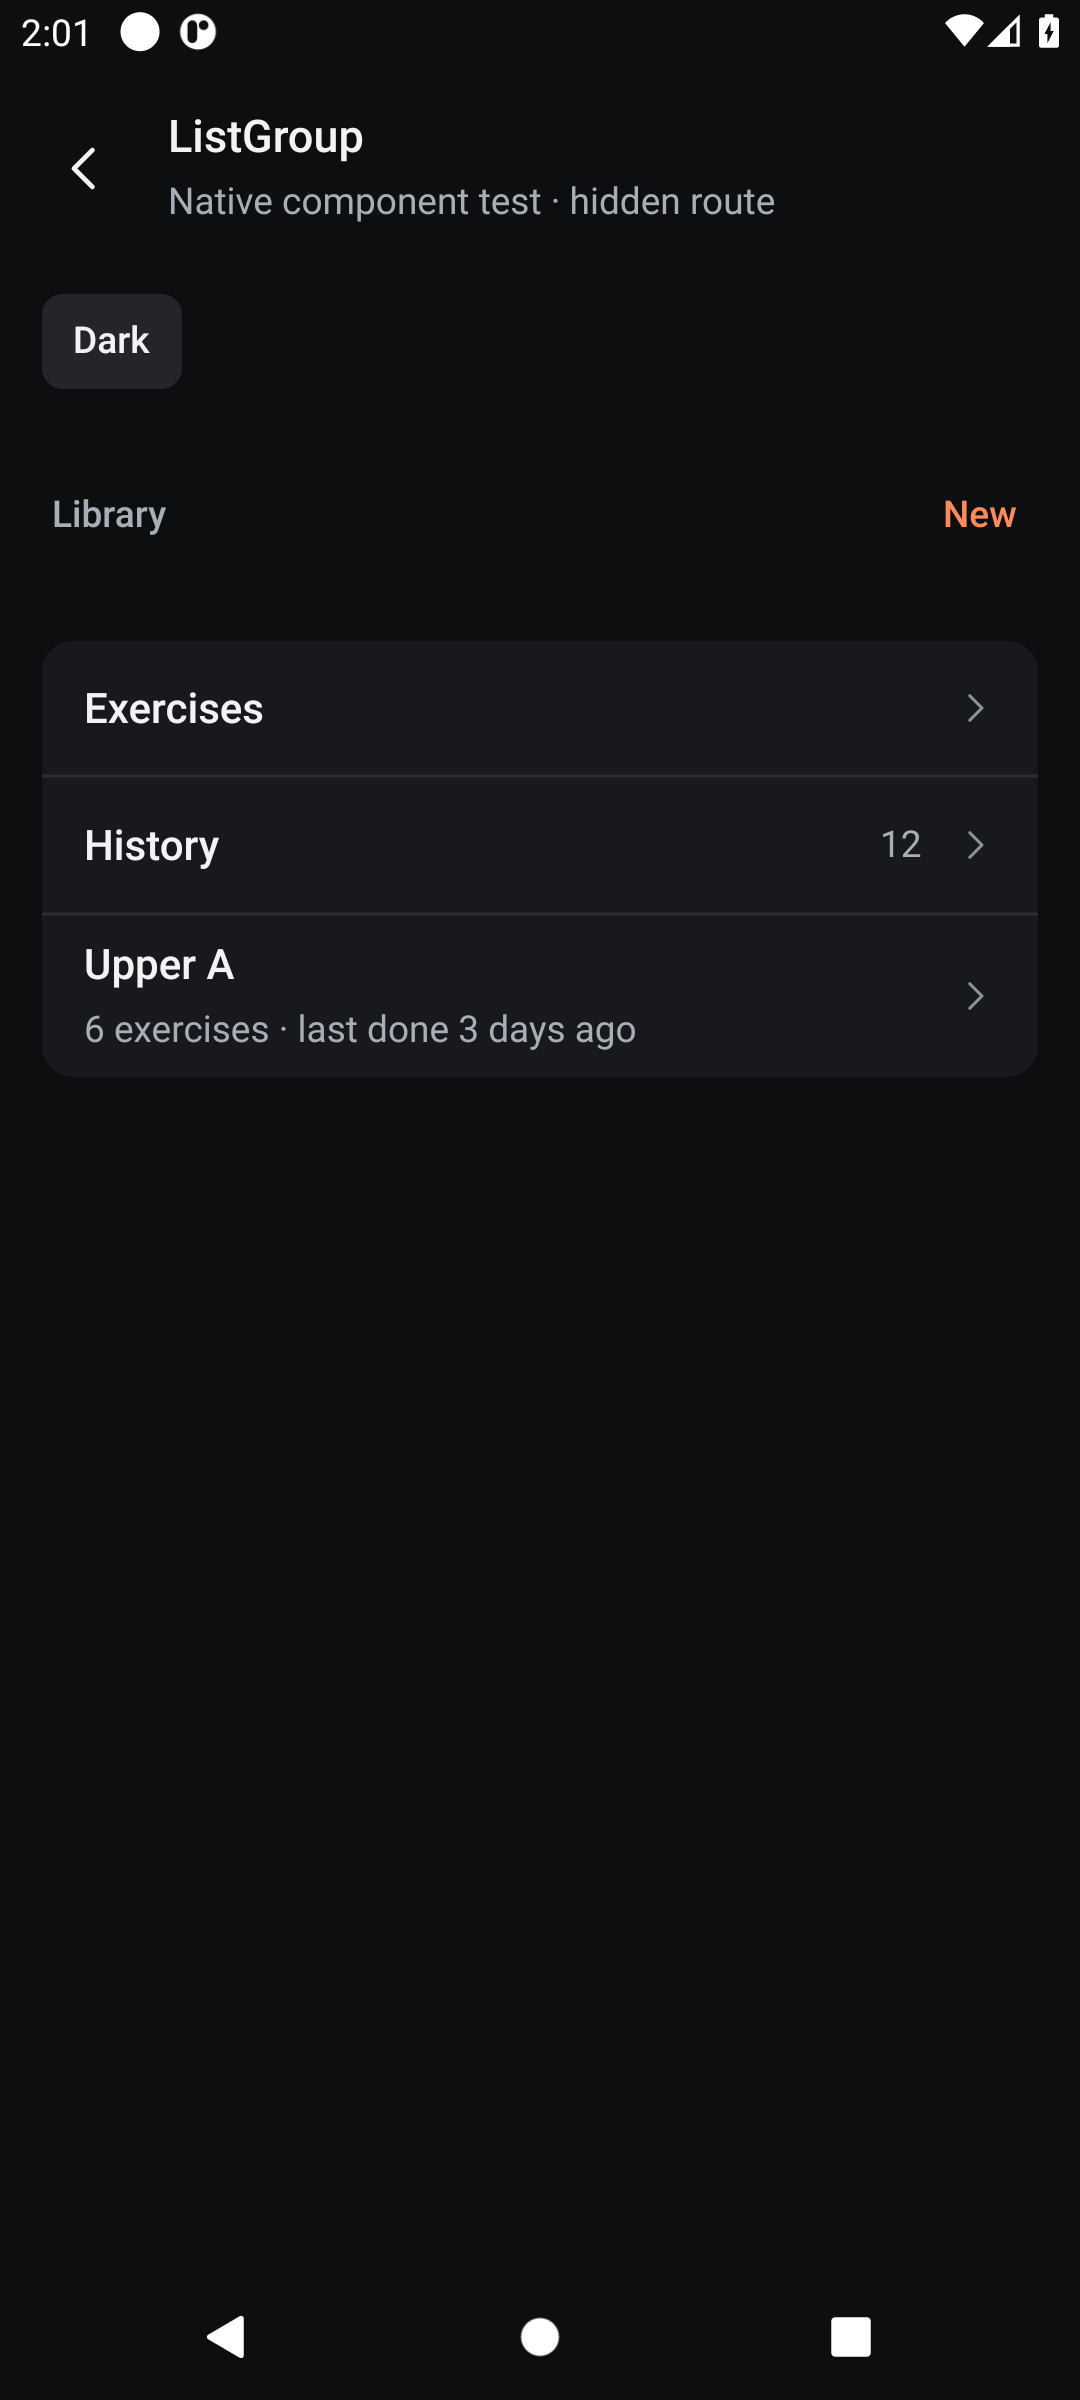 2:01
ListGroup
Native component test · hidden route
Dark
Library
New
Exercises
History
12
Upper A
6 exercises · last done 3 days ago